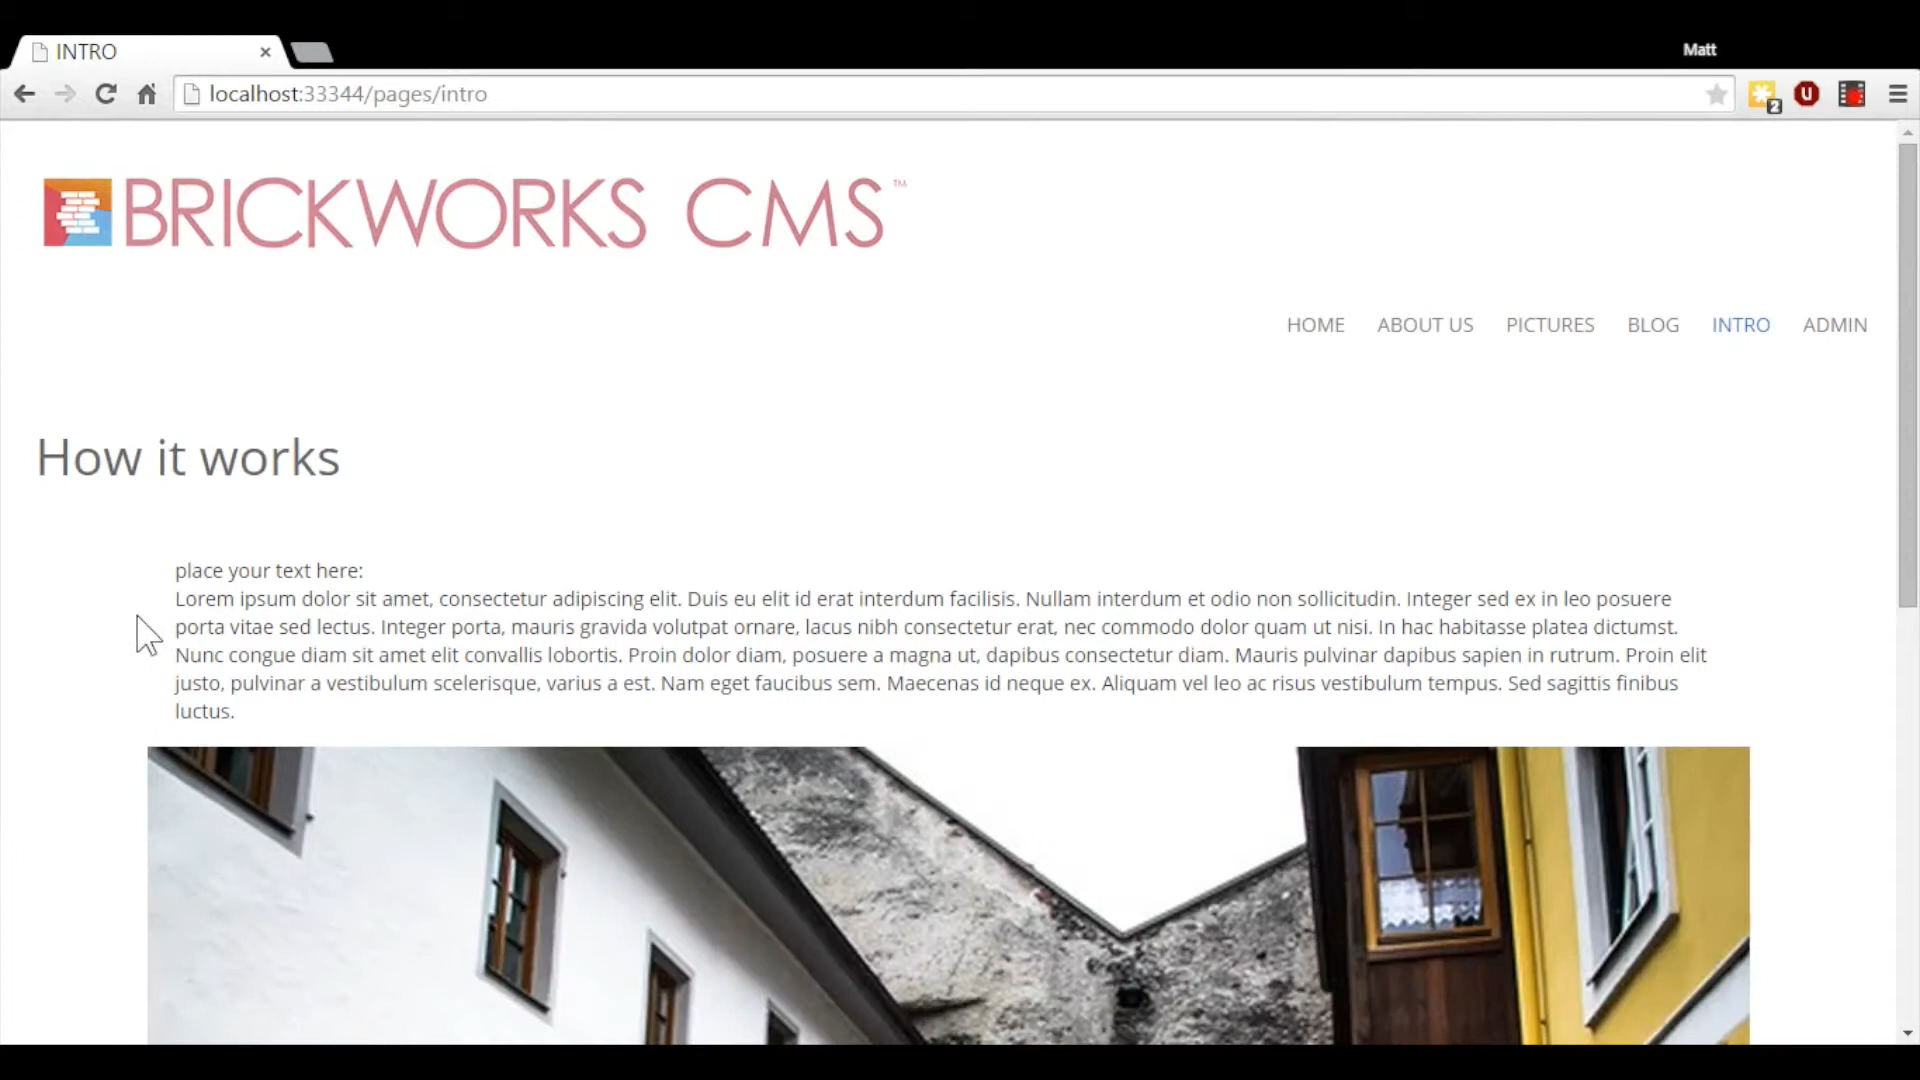 INTRO
Matt
localhost:33344/pages/intro
2
BRICKWORKS CMS™
HOME ABOUT US PICTURES BLOG INTRO ADMIN
How it works
place your text here:
Lorem ipsum dolor sit amet, consectetur adipiscing elit. Duis eu elit id erat interdum facilisis. Nullam interdum et odio non sollicitudin. Integer sed ex in leo posuere
porta vitae sed lectus. Integer porta, mauris gravida volutpat ornare, lacus nibh consectetur erat, nec commodo dolor quam ut nisi. In hac habitasse platea dictumst.
Nunc congue diam sit amet elit convallis lobortis. Proin dolor diam, posuere a magna ut, dapibus consectetur diam. Mauris pulvinar dapibus sapien in rutrum. Proin elit
justo, pulvinar a vestibulum scelerisque, varius a est. Nam eget faucibus sem. Maecenas id neque ex. Aliquam vel leo ac risus vestibulum tempus. Sed sagittis finibus
luctus.